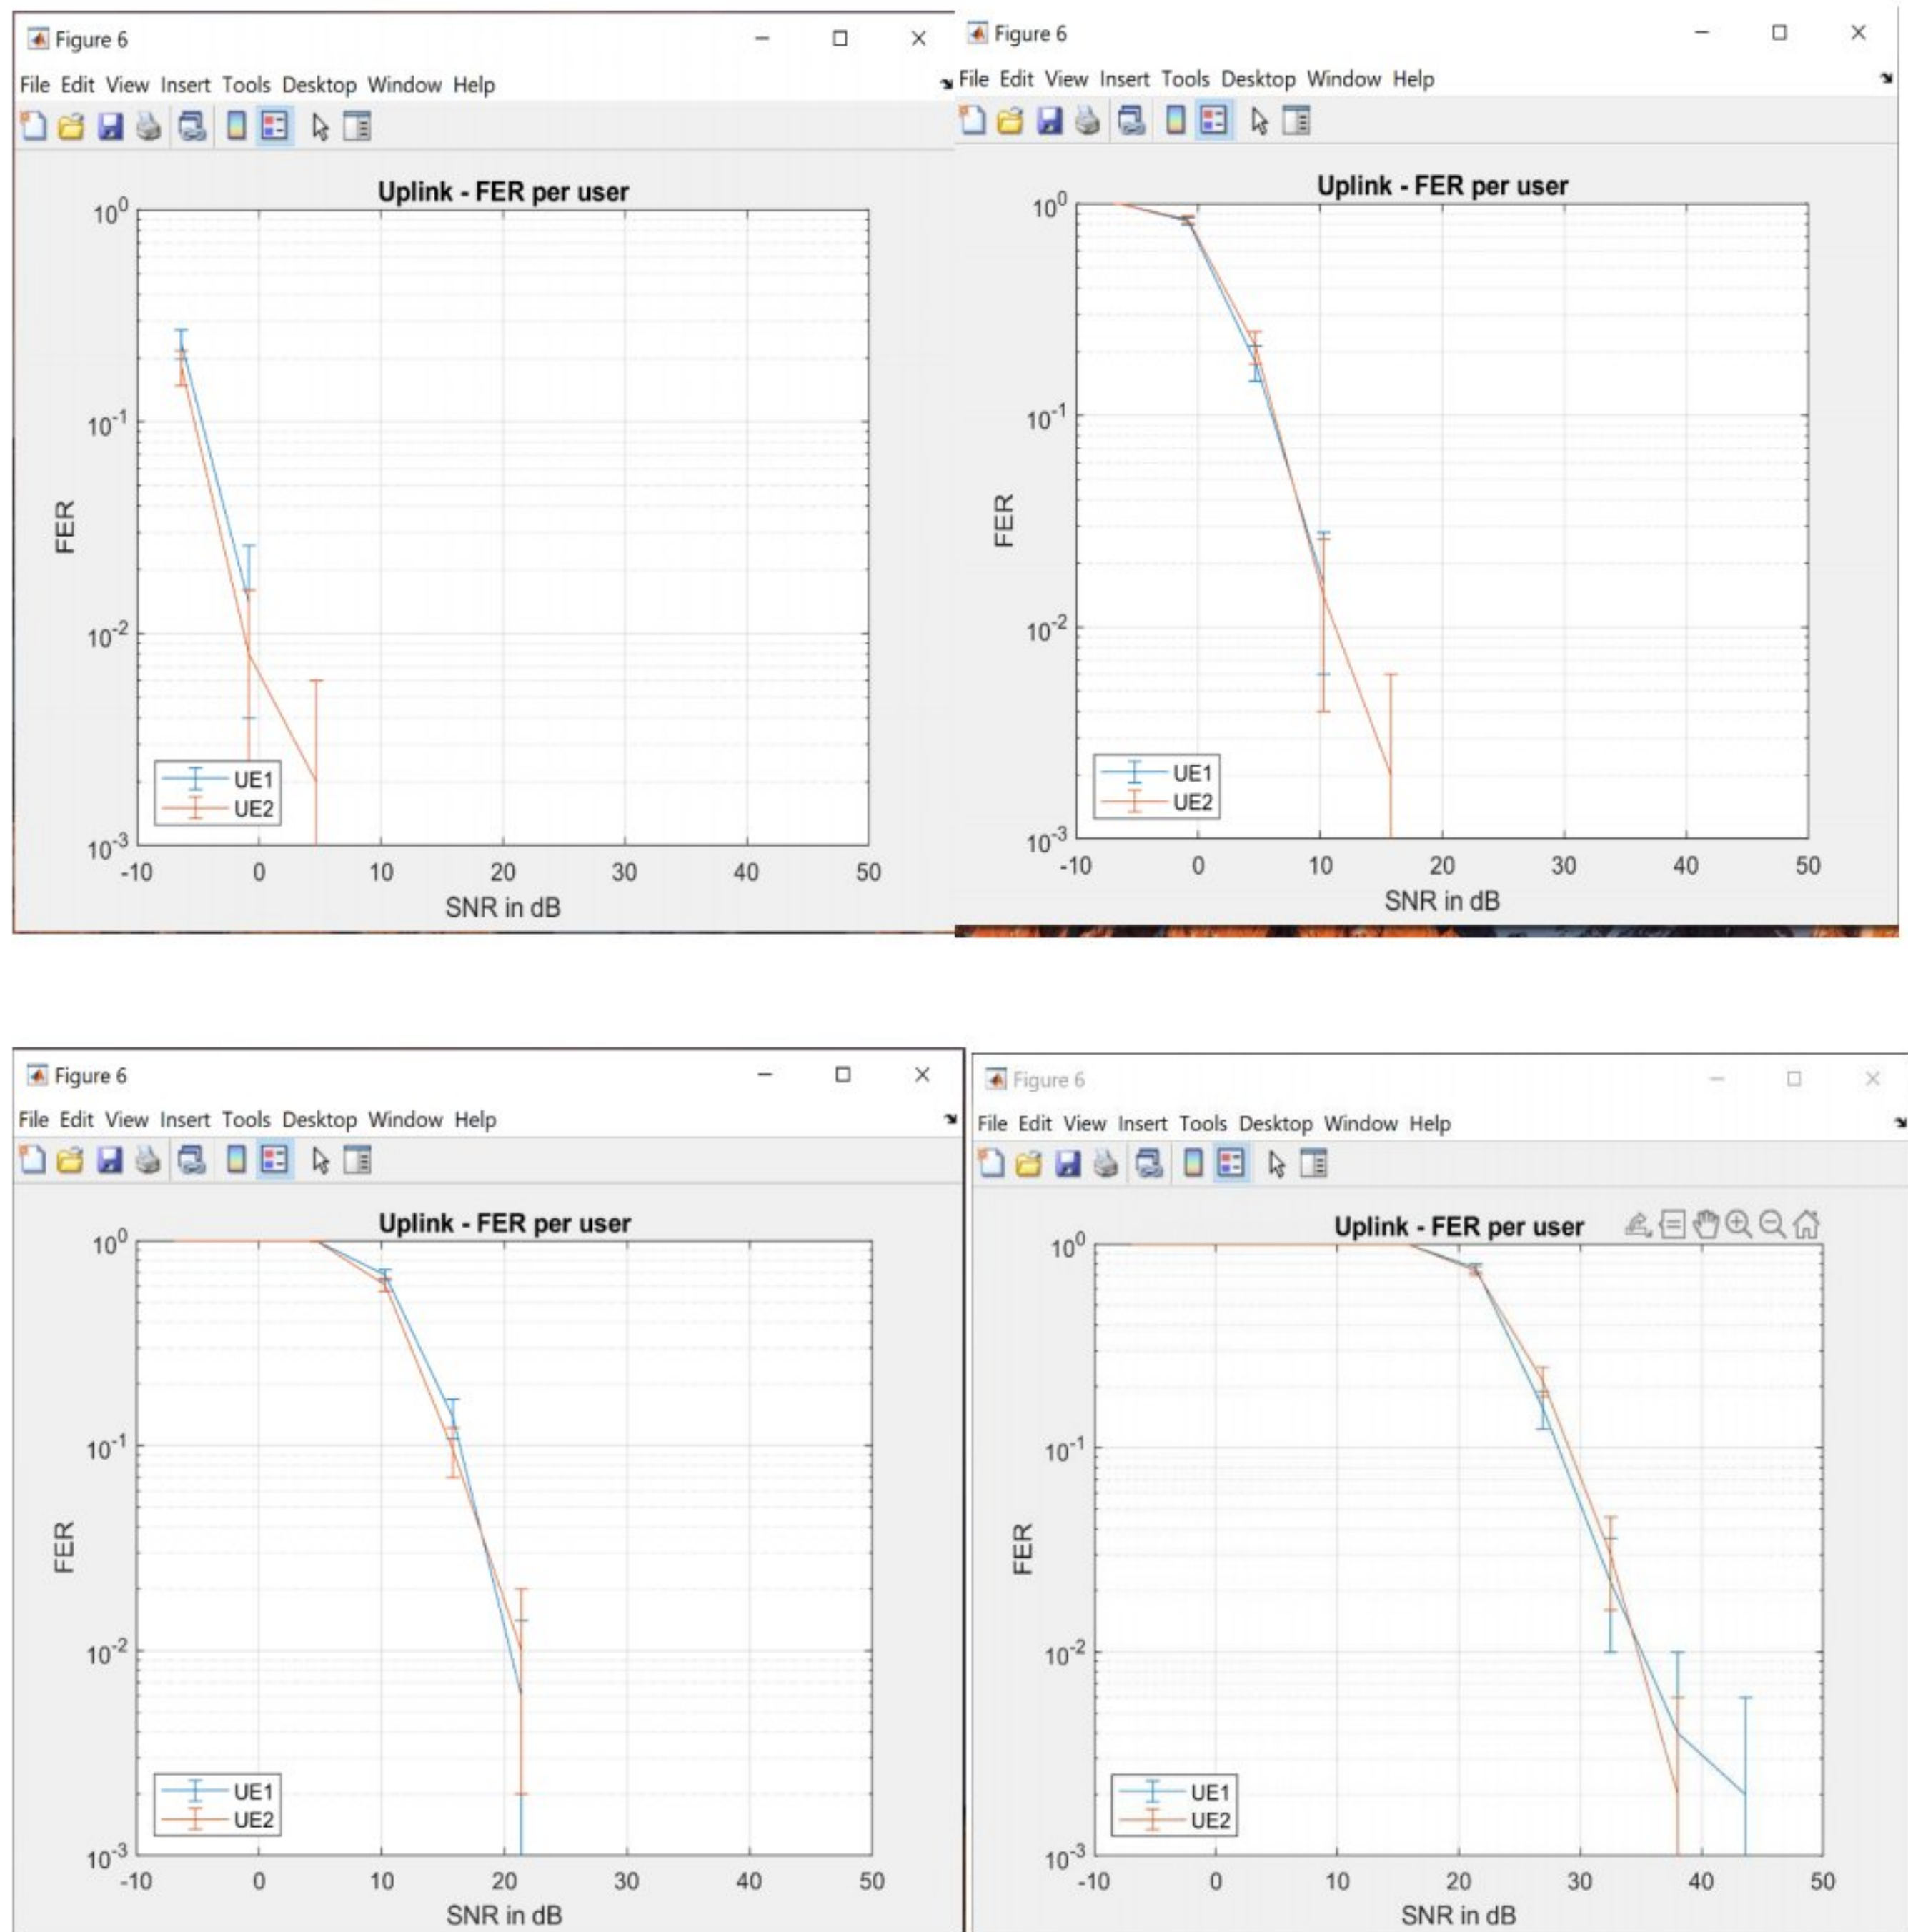 Figure 6
File Edit View Insert Tools Desktop Window Help
Uplink - FER per user
10^0
10^-1
10^-2
10^-3
FER
-10 0 10 20 30 40 50
SNR in dB
UE1
UE2
Figure 6
File Edit View Insert Tools Desktop Window Help
Uplink - FER per user
10^0
10^-1
10^-2
10^-3
FER
-10 0 10 20 30 40 50
SNR in dB
UE1
UE2
Figure 6
File Edit View Insert Tools Desktop Window Help
Uplink - FER per user
10^0
10^-1
10^-2
10^-3
FER
-10 0 10 20 30 40 50
SNR in dB
UE1
UE2
Figure 6
File Edit View Insert Tools Desktop Window Help
Uplink - FER per user
10^0
10^-1
10^-2
10^-3
FER
-10 0 10 20 30 40 50
SNR in dB
UE1
UE2